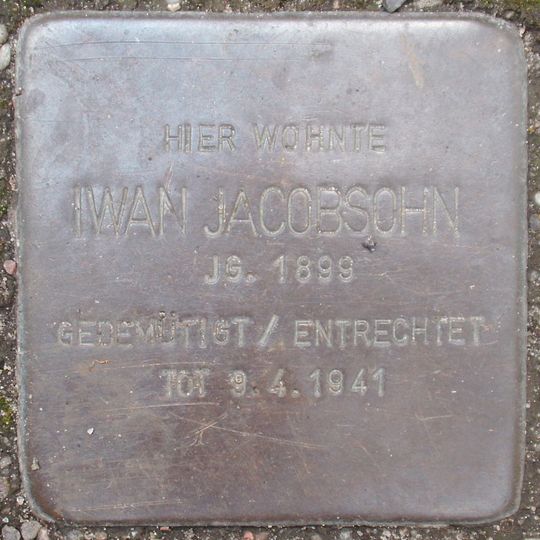 HIER WOHNTE
IWAN JACOBSOHN
JG. 1899
GEDEMÜTIGT / ENTRECHTET
TOT 9.4.1941